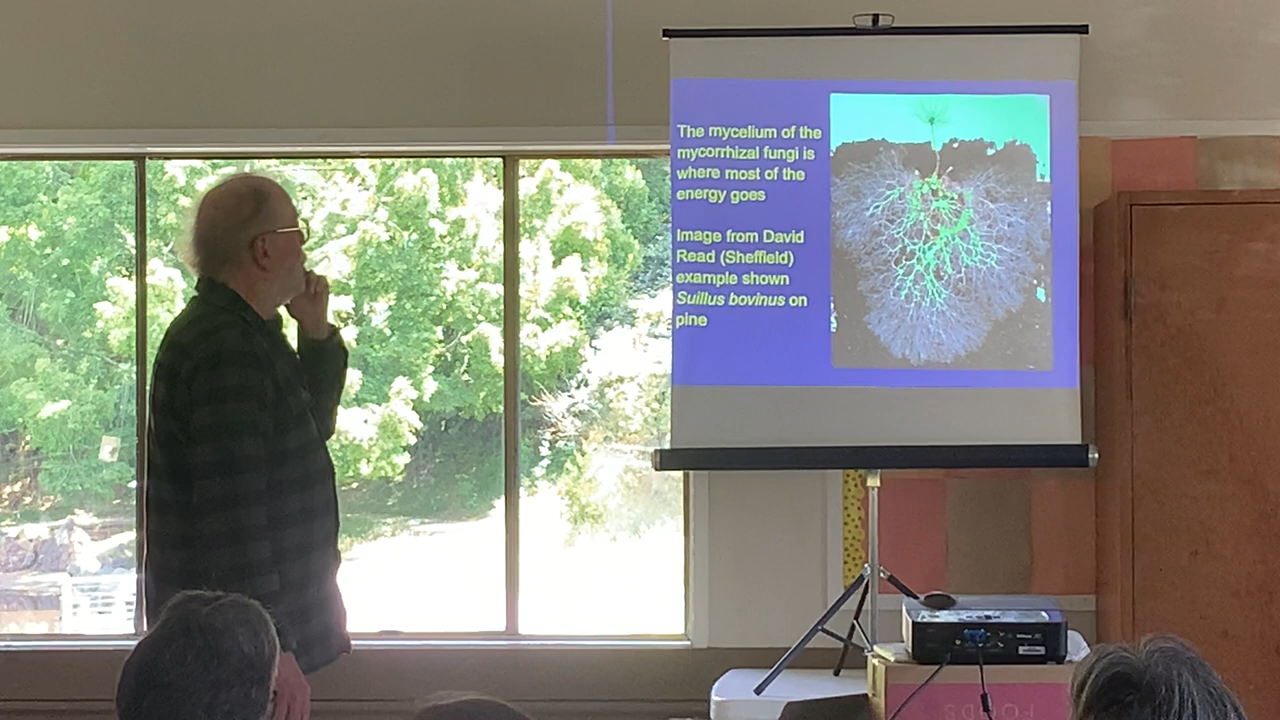 The mycelium of the
mycorrhizal fungi is
where most of the
energy goes
Image from David
Read (Sheffield)
example shown
Suillus bovinus on
pine
FOODS